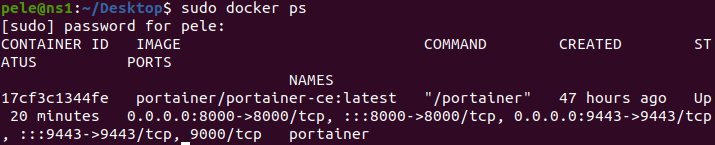 pele@ns1:~/Desktop$ sudo docker ps
[sudo] password for pele:
CONTAINER ID   IMAGE                           COMMAND        CREATED        ST
ATUS          PORTS
                                    NAMES
17cf3c1344fe   portainer/portainer-ce:latest   "/portainer"   47 hours ago   Up
 20 minutes   0.0.0.0:8000->8000/tcp, :::8000->8000/tcp, 0.0.0.0:9443->9443/tcp
, :::9443->9443/tcp, 9000/tcp   portainer